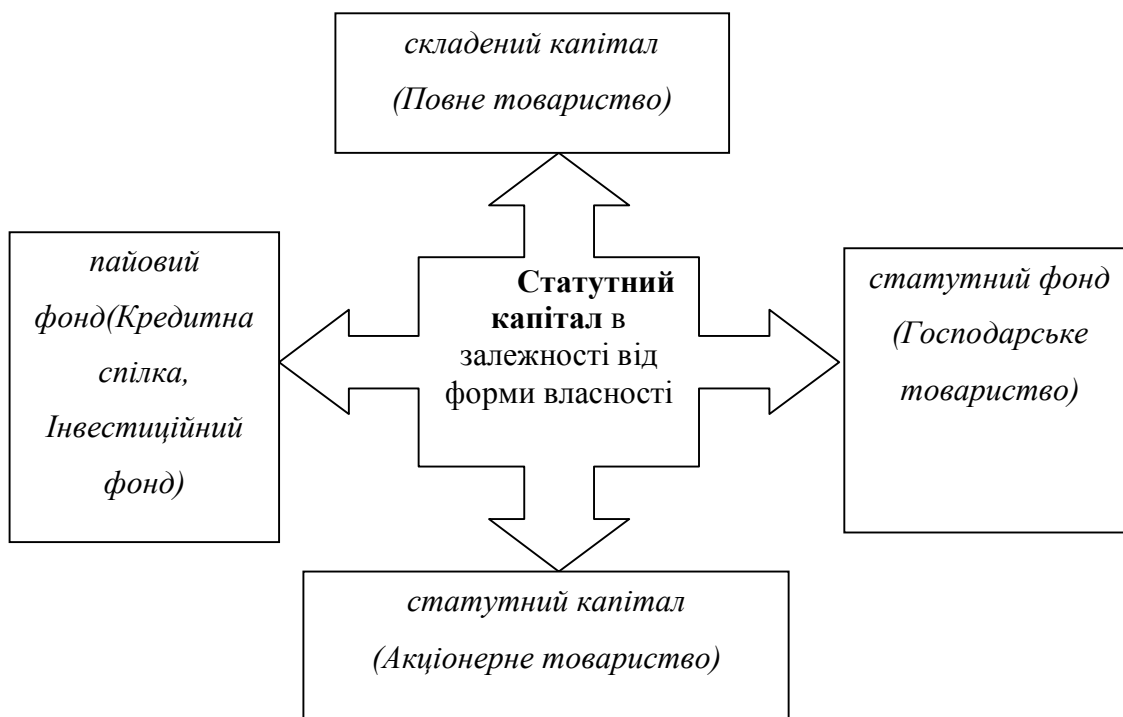 складений капітал
(Повне товариство)
пайовий
фонд(Кредитна
спілка,
Інвестиційний
фонд)
Статутний
капітал в
залежності від
форми власності
статутний фонд
(Господарське
товариство)
статутний капітал
(Акціонерне товариство)